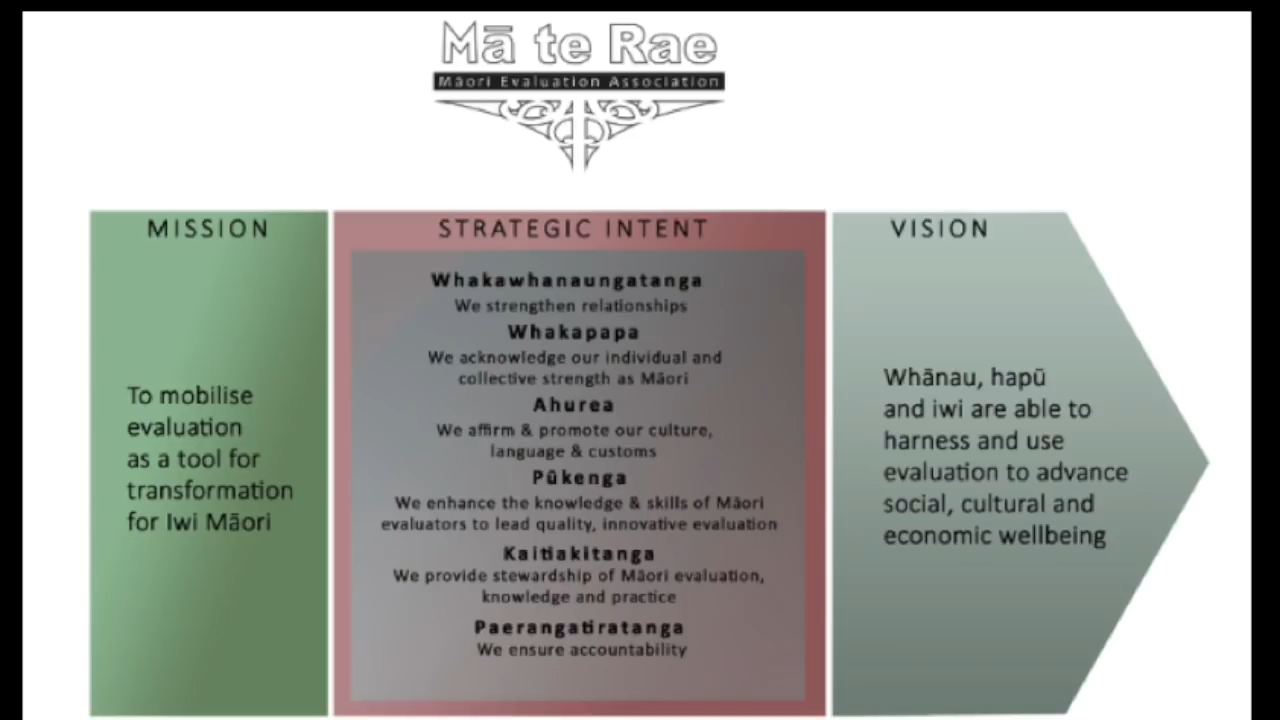 Mā te Rae
Māori Evaluation Association
MISSION
To mobilise
evaluation
as a tool for
transformation
for Iwi Māori
STRATEGIC INTENT
Whakawhanaungatanga
We strengthen relationships
Whakapapa
We acknowledge our individual and
collective strength as Māori
Ahurea
We affirm & promote our culture,
language & customs
Pūkenga
We enhance the knowledge & skills of Māori
evaluators to lead quality, innovative evaluation
Kaitiakitanga
We provide stewardship of Māori evaluation,
knowledge and practice
Paerangatiratanga
We ensure accountability
VISION
Whānau, hapū
and iwi are able to
harness and use
evaluation to advance
social, cultural and
economic wellbeing